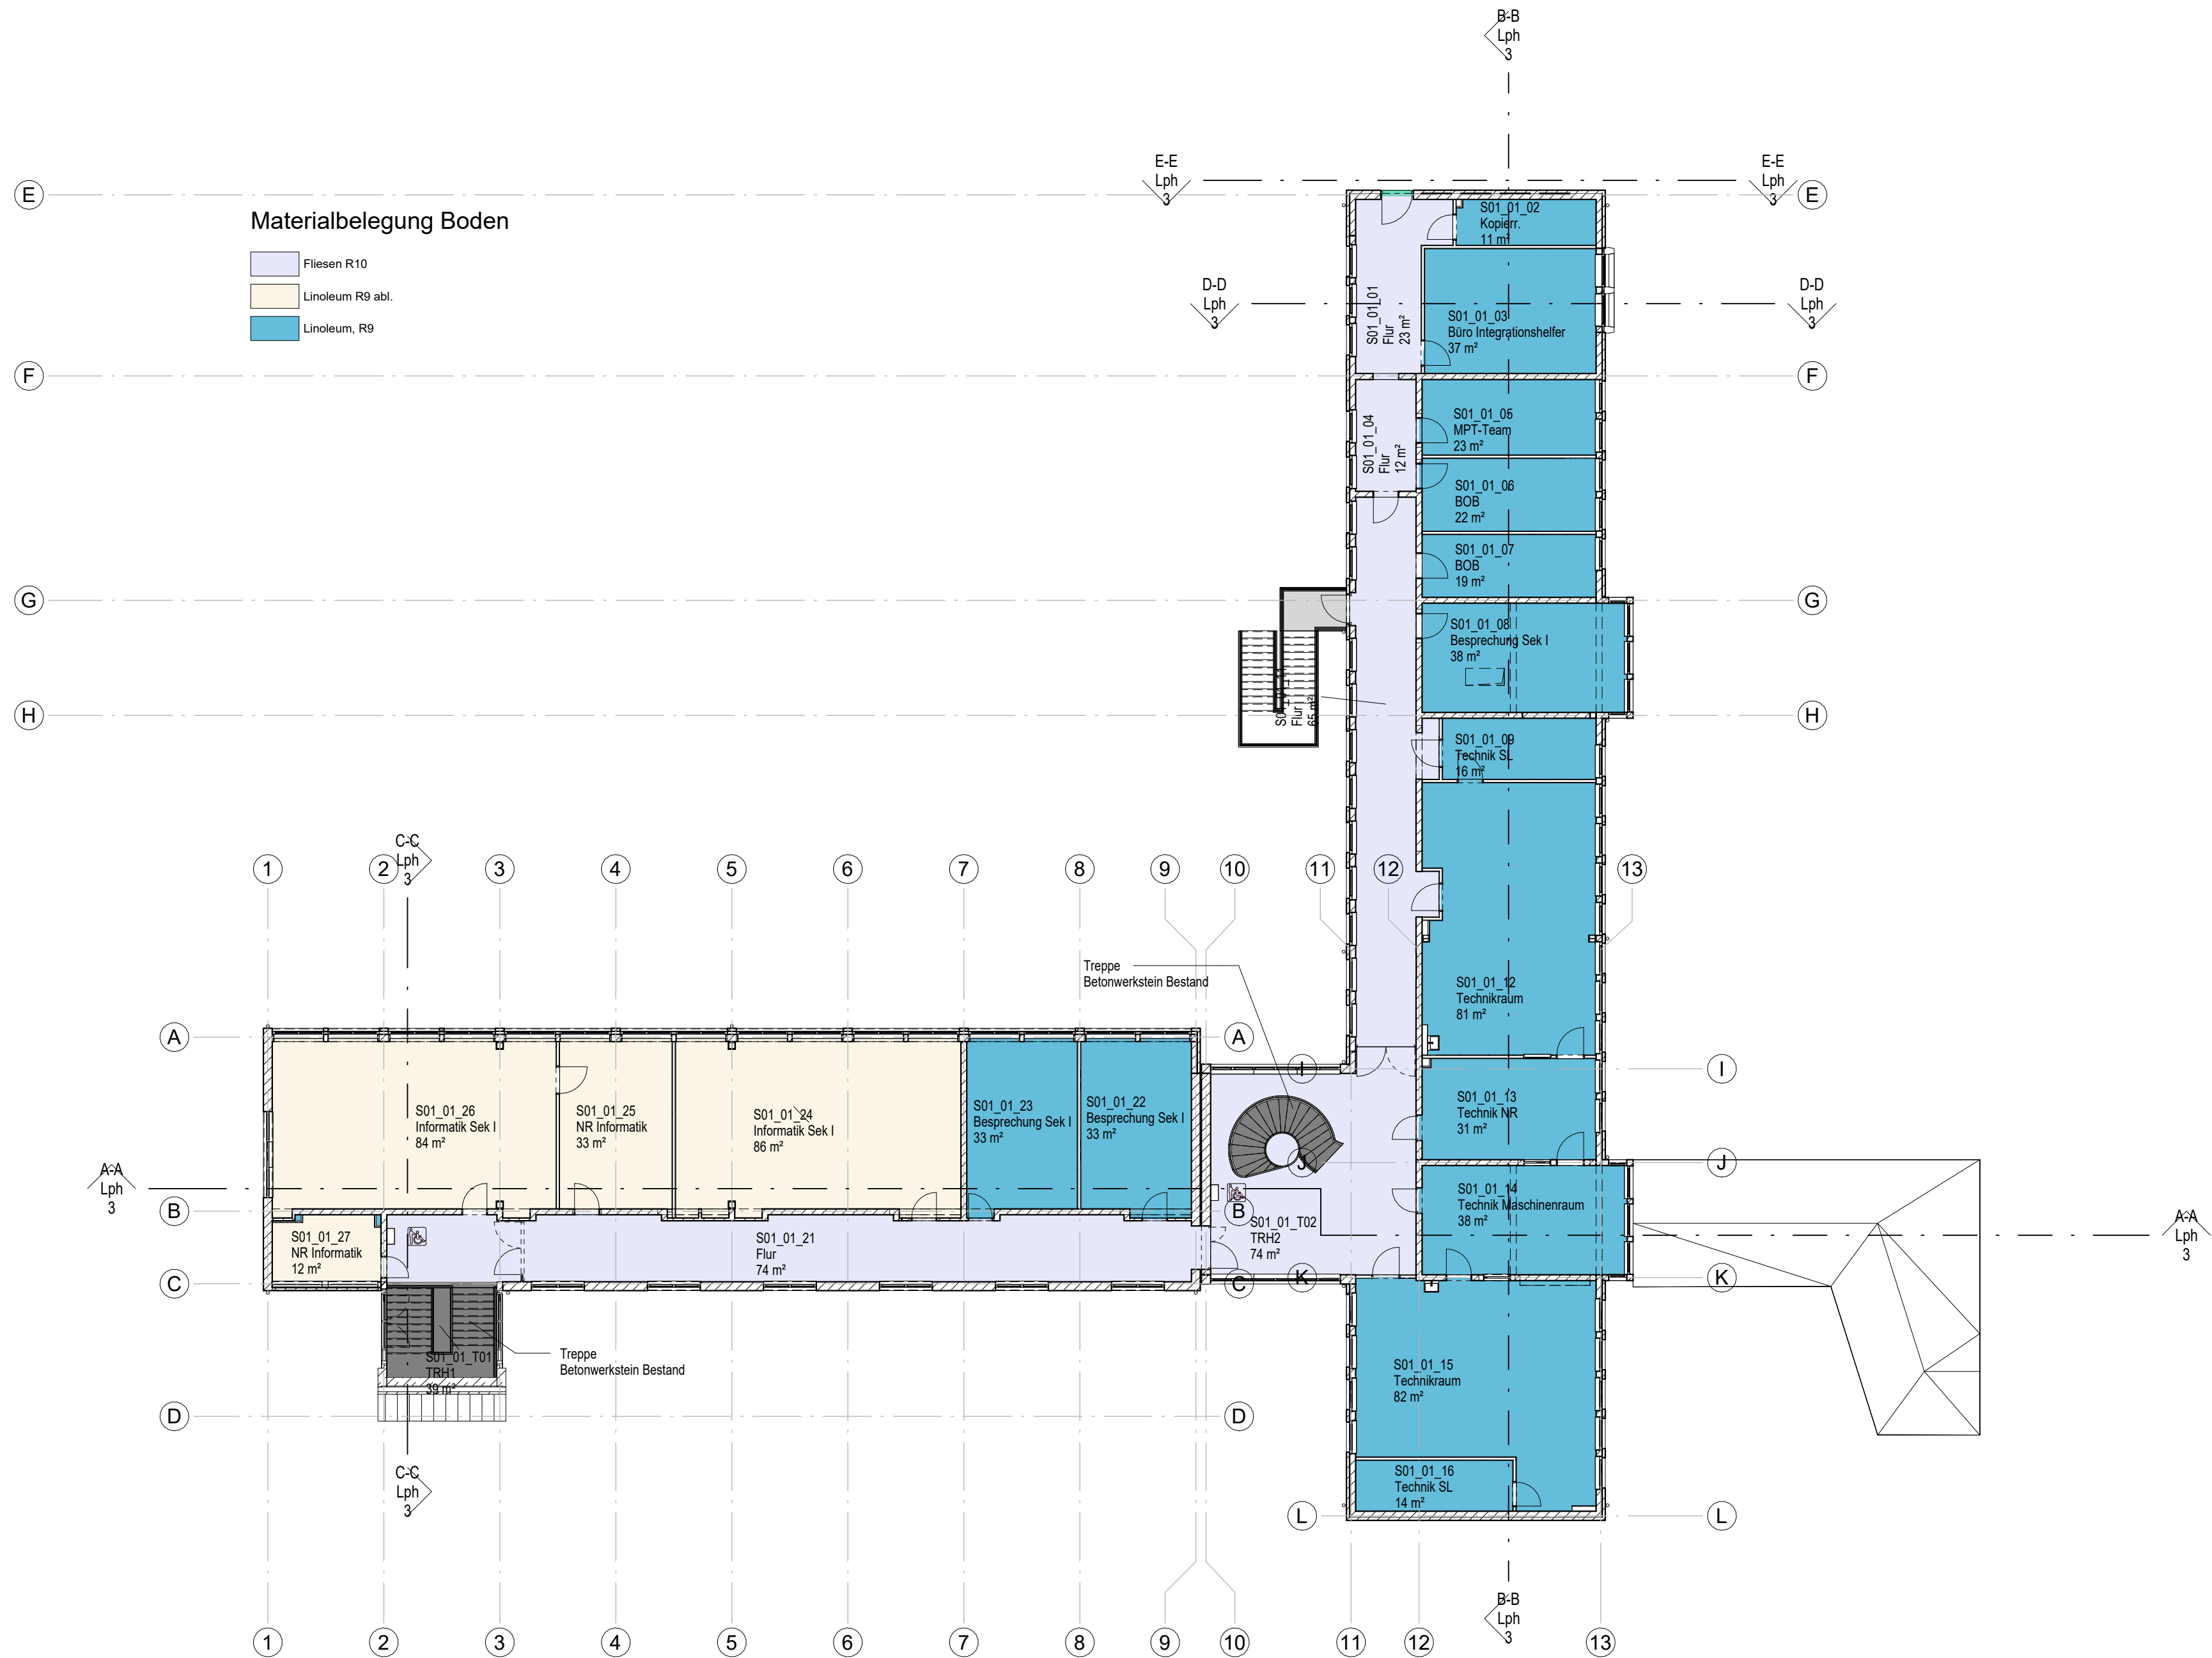 B-B
Lph
3
E-E
Lph
3
E-E
Lph
3
E
E
Materialbelegung Boden
Fliesen R10
Linoleum R9 abl.
Linoleum, R9
S01_01_02
Kopierr.
11 m²
D-D
Lph
3
D-D
Lph
3
S01_01_01
Flur
23 m²
S01_01_03
Büro Integrationshelfer
37 m²
F
F
S01_01_04
Flur
12 m²
S01_01_05
MPT-Team
23 m²
S01_01_06
BOB
22 m²
S01_01_07
BOB
19 m²
G
G
S01_01_08
Besprechung Sek I
38 m²
S01_01_11
Flur
65 m²
H
H
S01_01_09
Technik SL
16 m²
C-C
Lph
3
1
2
3
4
5
6
7
8
9
10
11
12
13
Treppe
Betonwerkstein Bestand
S01_01_12
Technikraum
81 m²
A
A
I
I
S01_01_26
Informatik Sek I
84 m²
S01_01_25
NR Informatik
33 m²
S01_01_24
Informatik Sek I
86 m²
S01_01_23
Besprechung Sek I
33 m²
S01_01_22
Besprechung Sek I
33 m²
S01_01_13
Technik NR
31 m²
J
J
A-A
Lph
3
S01_01_14
Technik Maschinenraum
38 m²
B
B
S01_01_T02
TRH2
74 m²
A-A
Lph
3
S01_01_27
NR Informatik
12 m²
S01_01_21
Flur
74 m²
C
C
K
K
S01_01_T01
TRH1
39 m²
Treppe
Betonwerkstein Bestand
S01_01_15
Technikraum
82 m²
D
D
C-C
Lph
3
S01_01_16
Technik SL
14 m²
L
L
B-B
Lph
3
1
2
3
4
5
6
7
8
9
10
11
12
13